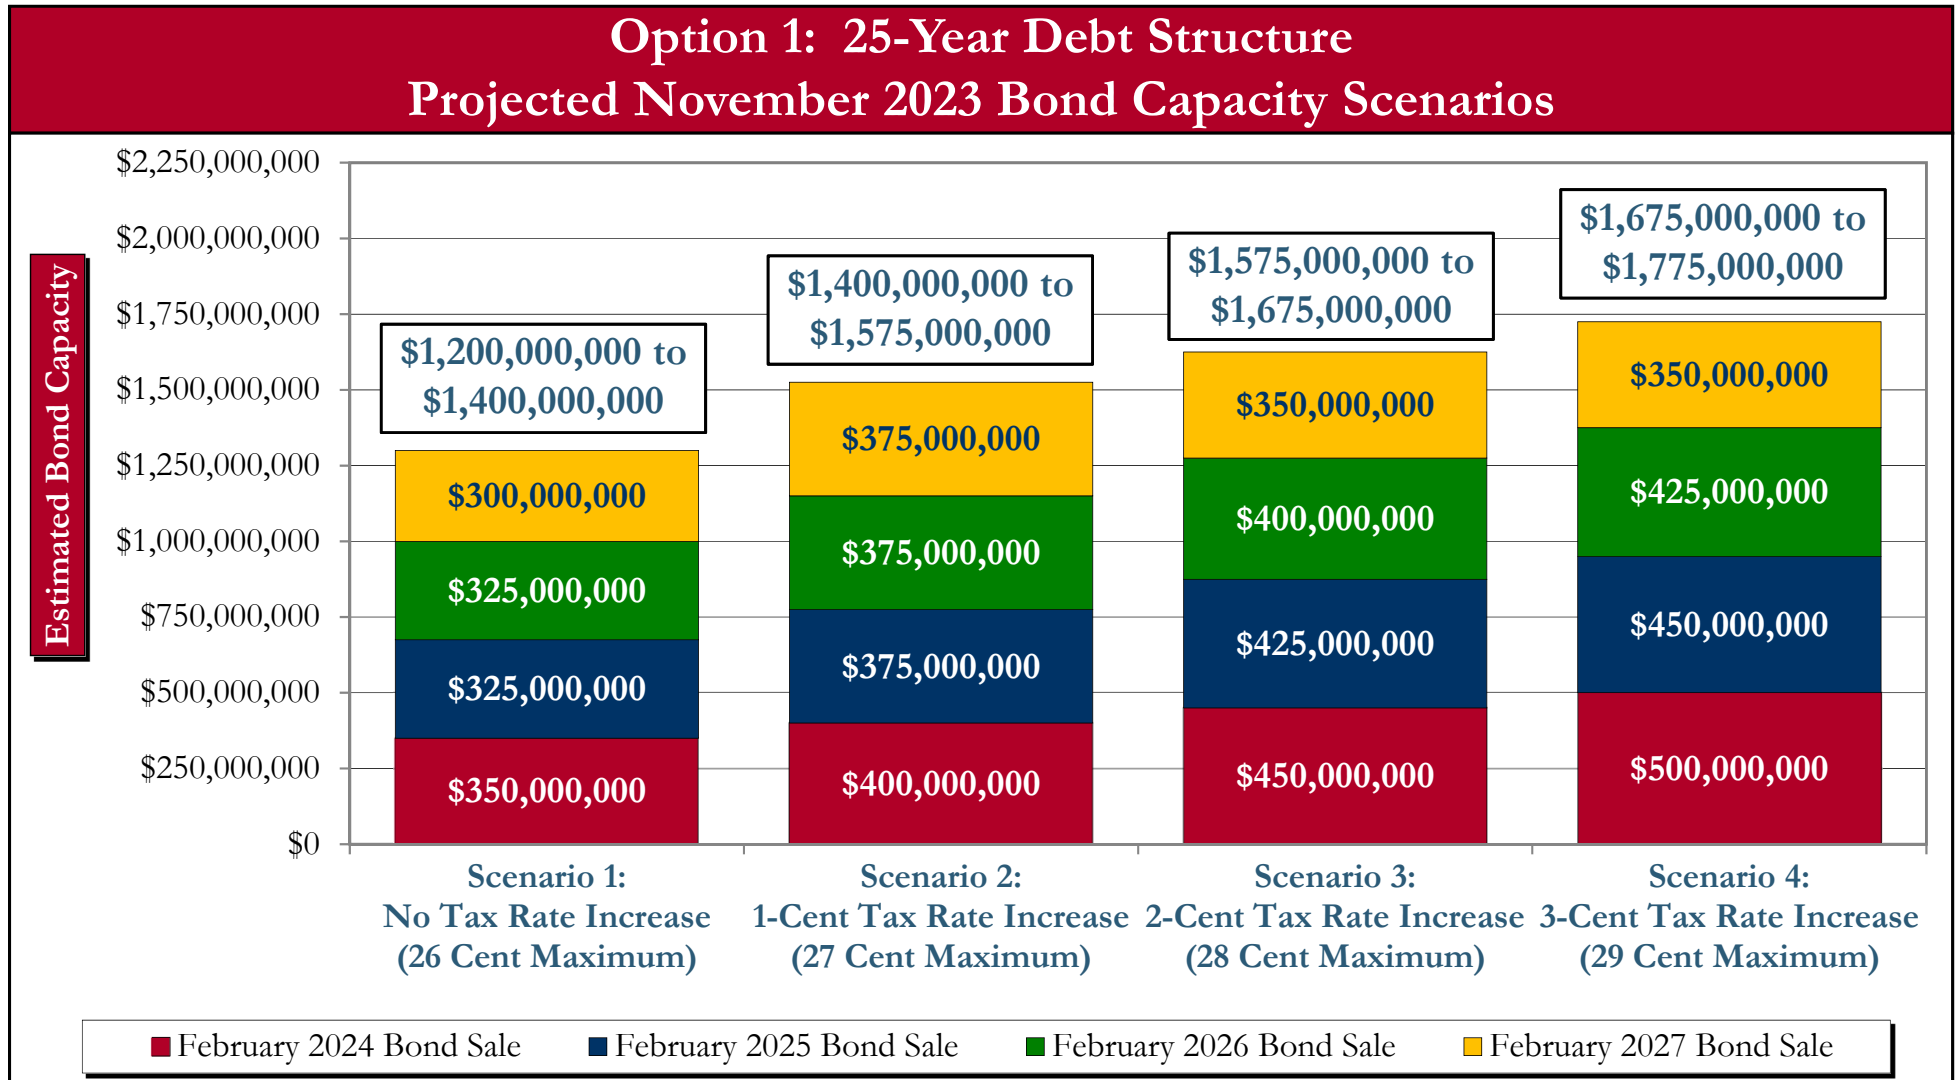 Option 1: 25-Year Debt Structure
Projected November 2023 Bond Capacity Scenarios
Estimated Bond Capacity
$2,250,000,000
$2,000,000,000
$1,750,000,000
$1,500,000,000
$1,250,000,000
$1,000,000,000
$750,000,000
$500,000,000
$250,000,000
$0
$1,200,000,000 to
$1,400,000,000
$300,000,000
$325,000,000
$325,000,000
$350,000,000
$1,400,000,000 to
$1,575,000,000
$375,000,000
$375,000,000
$375,000,000
$400,000,000
$1,575,000,000 to
$1,675,000,000
$350,000,000
$400,000,000
$425,000,000
$450,000,000
$1,675,000,000 to
$1,775,000,000
$350,000,000
$425,000,000
$450,000,000
$500,000,000
Scenario 1:
No Tax Rate Increase
(26 Cent Maximum)
Scenario 2:
1-Cent Tax Rate Increase
(27 Cent Maximum)
Scenario 3:
2-Cent Tax Rate Increase
(28 Cent Maximum)
Scenario 4:
3-Cent Tax Rate Increase
(29 Cent Maximum)
February 2024 Bond Sale
February 2025 Bond Sale
February 2026 Bond Sale
February 2027 Bond Sale